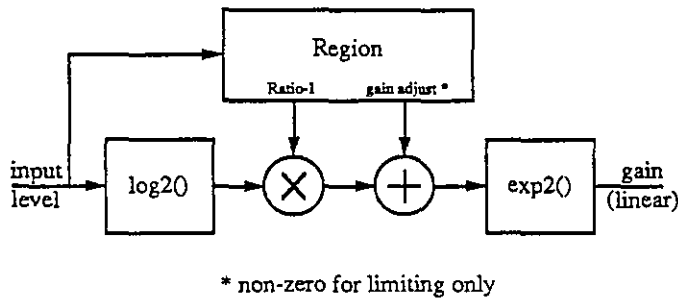 Region
Ratio-1 gain adjust *
input
level
log2()
×
+
exp2()
gain
(linear)
* non-zero for limiting only